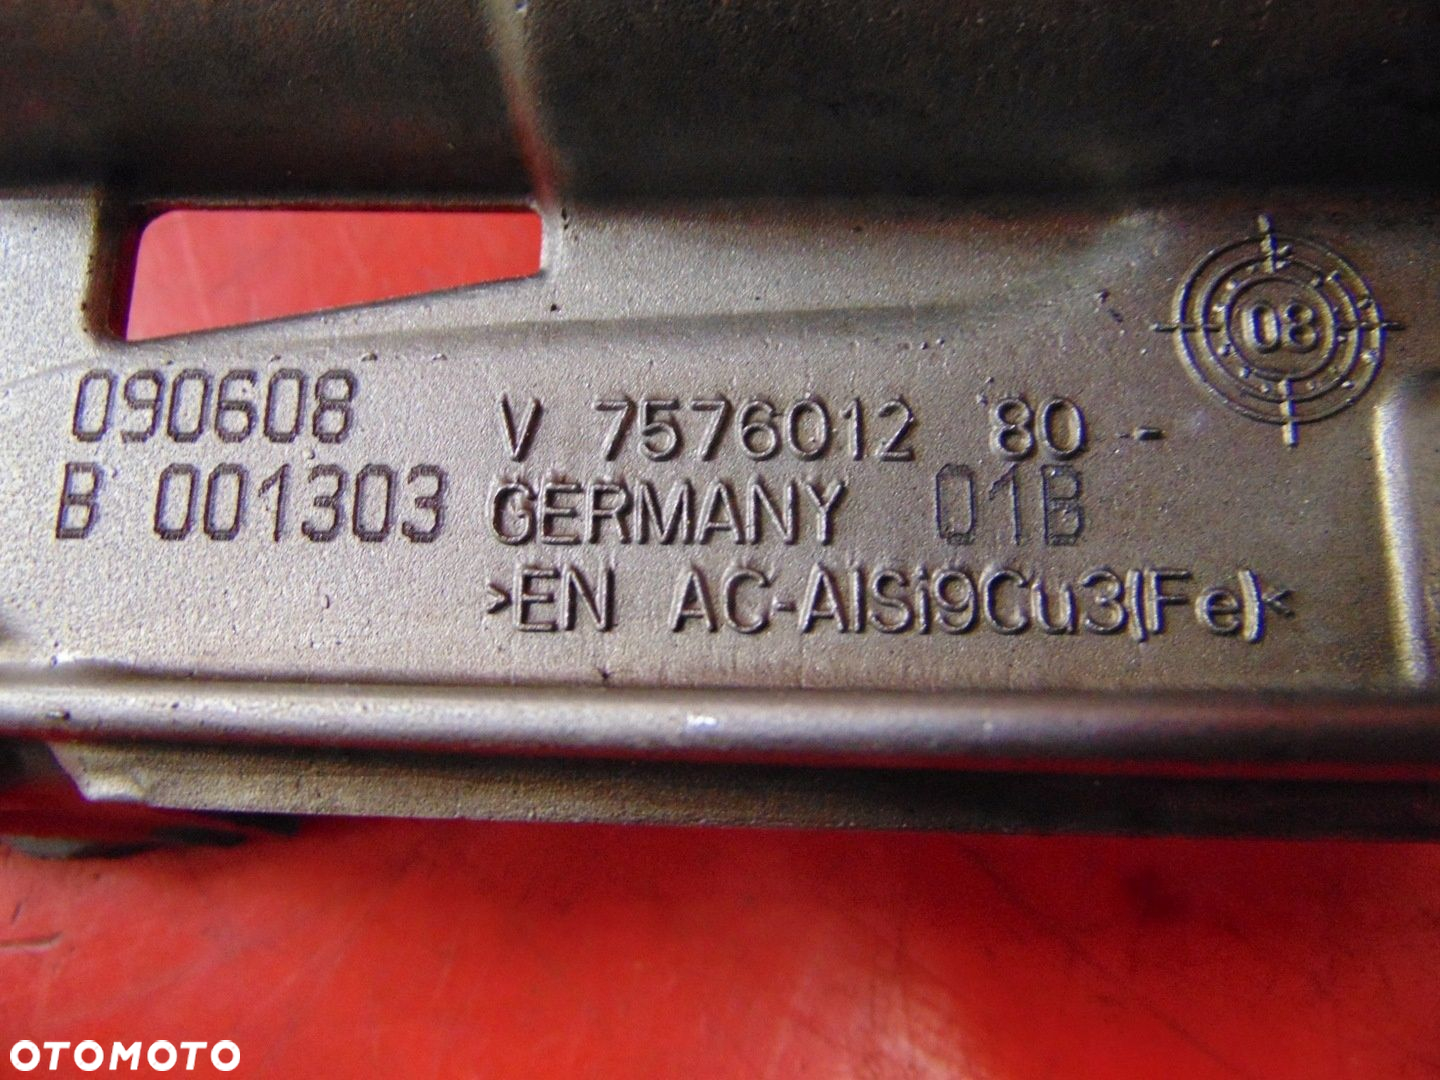 08
090608 V 7576012 80 -
B 001303 GERMANY 01B
>EN AC-AlSi9Cu3(Fe)<
OTOMOTO